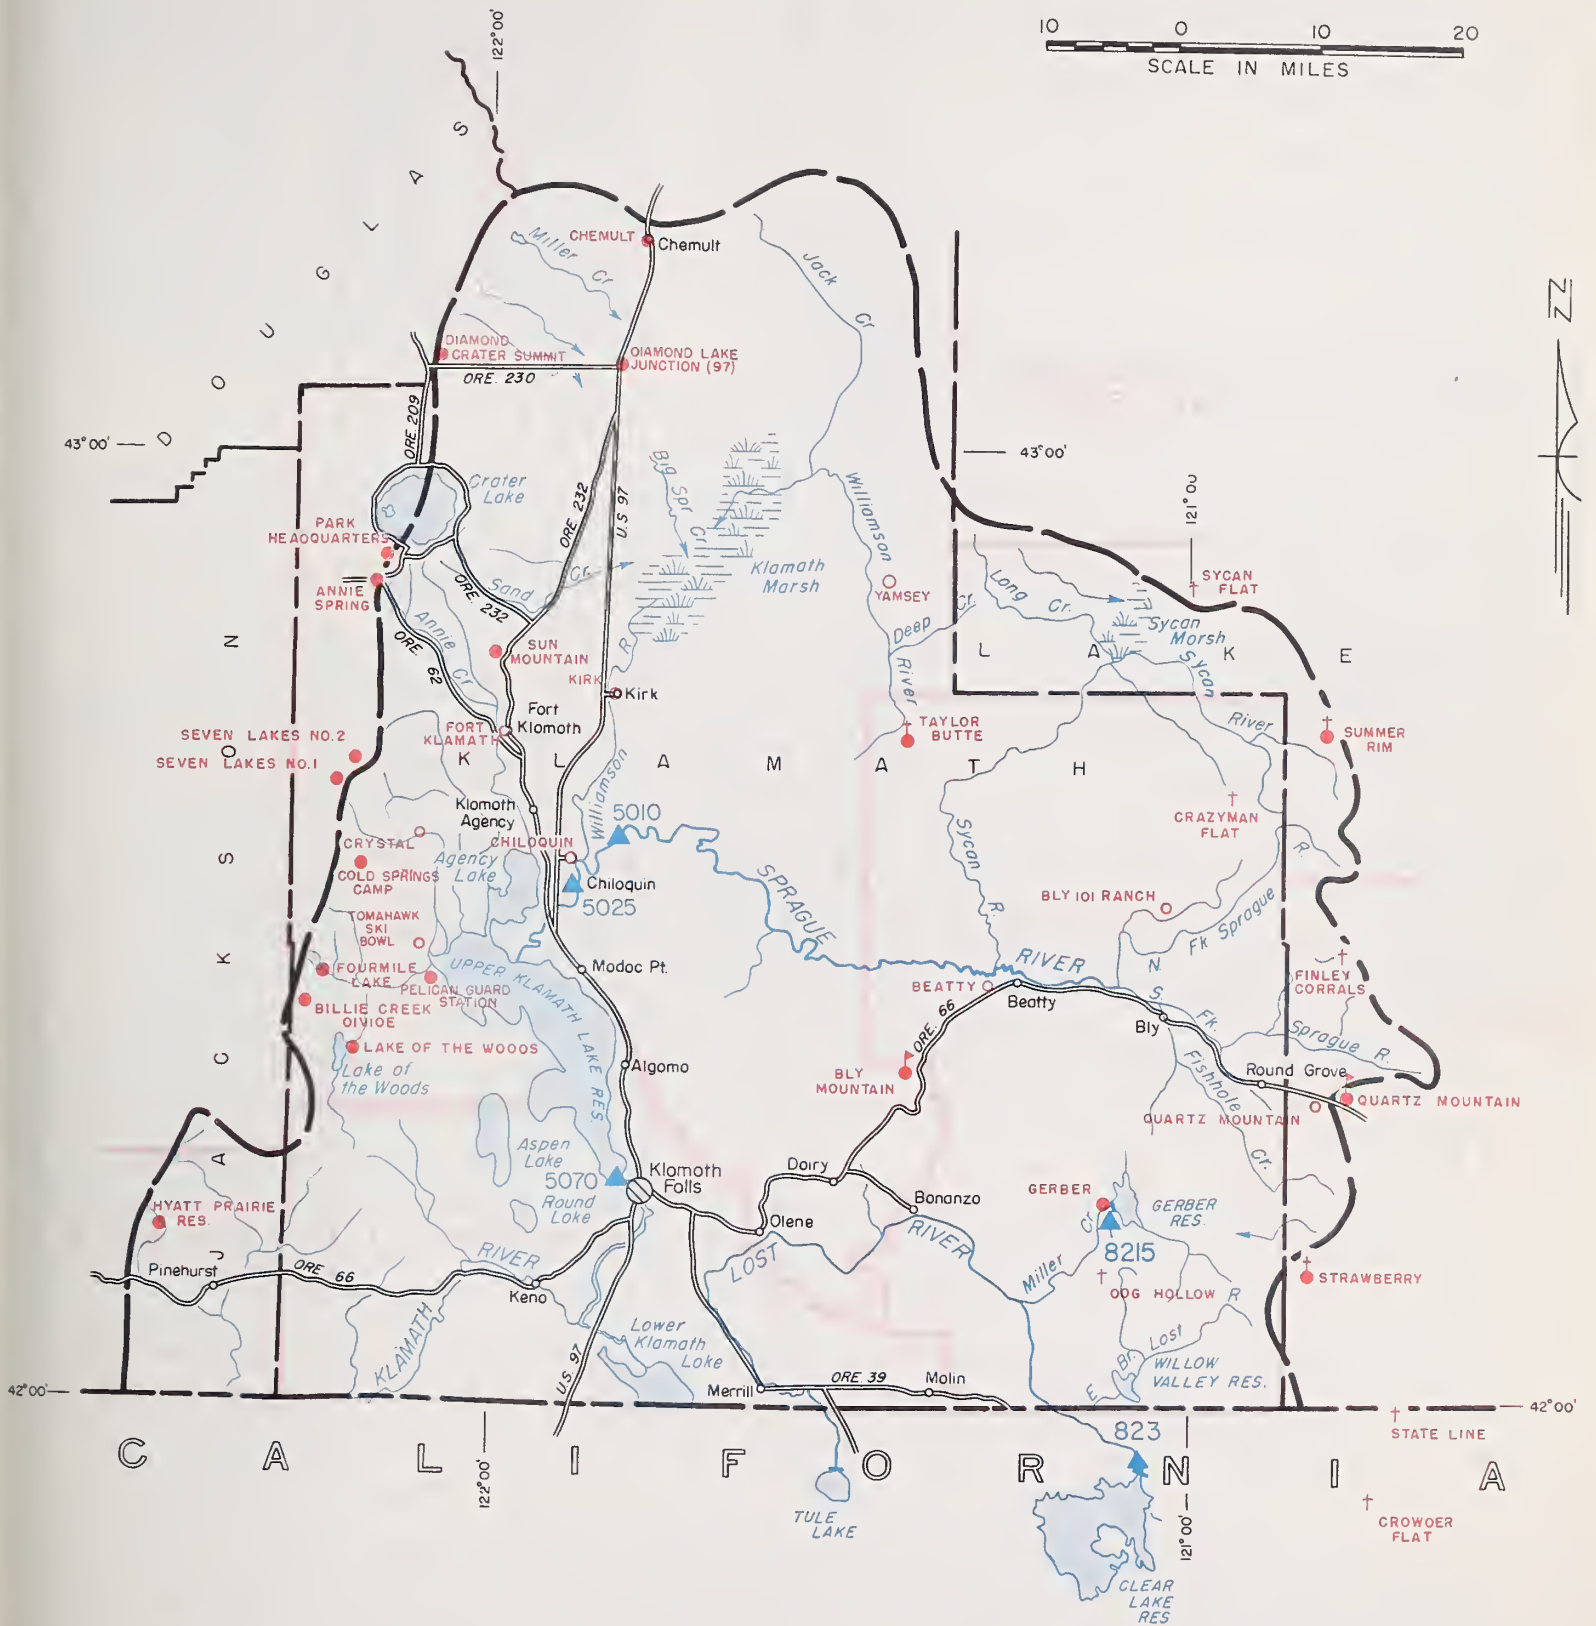 10 0 10 20
SCALE IN MILES
122°00'
DOUGLAS
CHEMULT
Chemult
Miller Cr
Jack Cr
NZ
DIAMOND
CRATER SUMMIT
DIAMOND LAKE
JUNCTION (97)
ORE. 230
ORE. 209
43°00'
43°00'
Crater
Lake
Big Spr Cr
ORE 232
U.S 97
Williamson
121°00
PARK
HEADQUARTERS
Klamath
Marsh
SYCAN
FLAT
ANNIE
SPRING
Sand Cr.
ORE. 232
YAMSEY
Long Cr.
Deep Cr.
Sycan
Marsh
ORE. 62
Annie Cr
SUN
MOUNTAIN
R
River
L A K E
Sycan
River
KIRK
Kirk
Fort
Klamath
FORT
KLAMATH
TAYLOR
BUTTE
SUMMER
RIM
SEVEN LAKES NO.2
SEVEN LAKES NO.1
K L A M A T H
Klamath
Agency
Williamson
5010
CRAZYMAN
FLAT
CRYSTAL
CHILOQUIN
Agency
Lake
COLD SPRINGS
CAMP
Chiloquin
5025
SPRAGUE
Sycan R.
R.
BLY 101 RANCH
N Fk Sprague
TOMAHAWK
SKI
BOWL
FOURMILE
LAKE
UPPER KLAMATH LAKE RES.
Modoc Pt.
RIVER
BEATTY
Beatty
FINLEY
CORRALS
PELICAN GUARD
STATION
BILLIE CREEK
DIVIDE
ORE. 66
Bly
S. Fk.
Sprague R.
LAKE OF THE WOODS
Lake of
the Woods
Algoma
BLY
MOUNTAIN
Fishhole Cr.
Round Grove
QUARTZ MOUNTAIN
QUARTZ MOUNTAIN
JACKSON
Aspen
Lake
5070
Klamath
Falls
Dairy
Bonanza
GERBER
GERBER
RES.
HYATT PRAIRIE
RES.
Round
Lake
Olene
LOST RIVER
Miller Cr
8215
Pinehurst
ORE 66
KLAMATH RIVER
Keno
DOG HOLLOW
STRAWBERRY
Lower
Klamath
Lake
E Br. Lost R
WILLOW
VALLEY RES.
42°00'
U.S. 97
Merrill
ORE. 39
Malin
42°00'
823
STATE LINE
CALIFORNIA
122°00'
TULE
LAKE
121°00'
CROWDER
FLAT
CLEAR
LAKE
RES